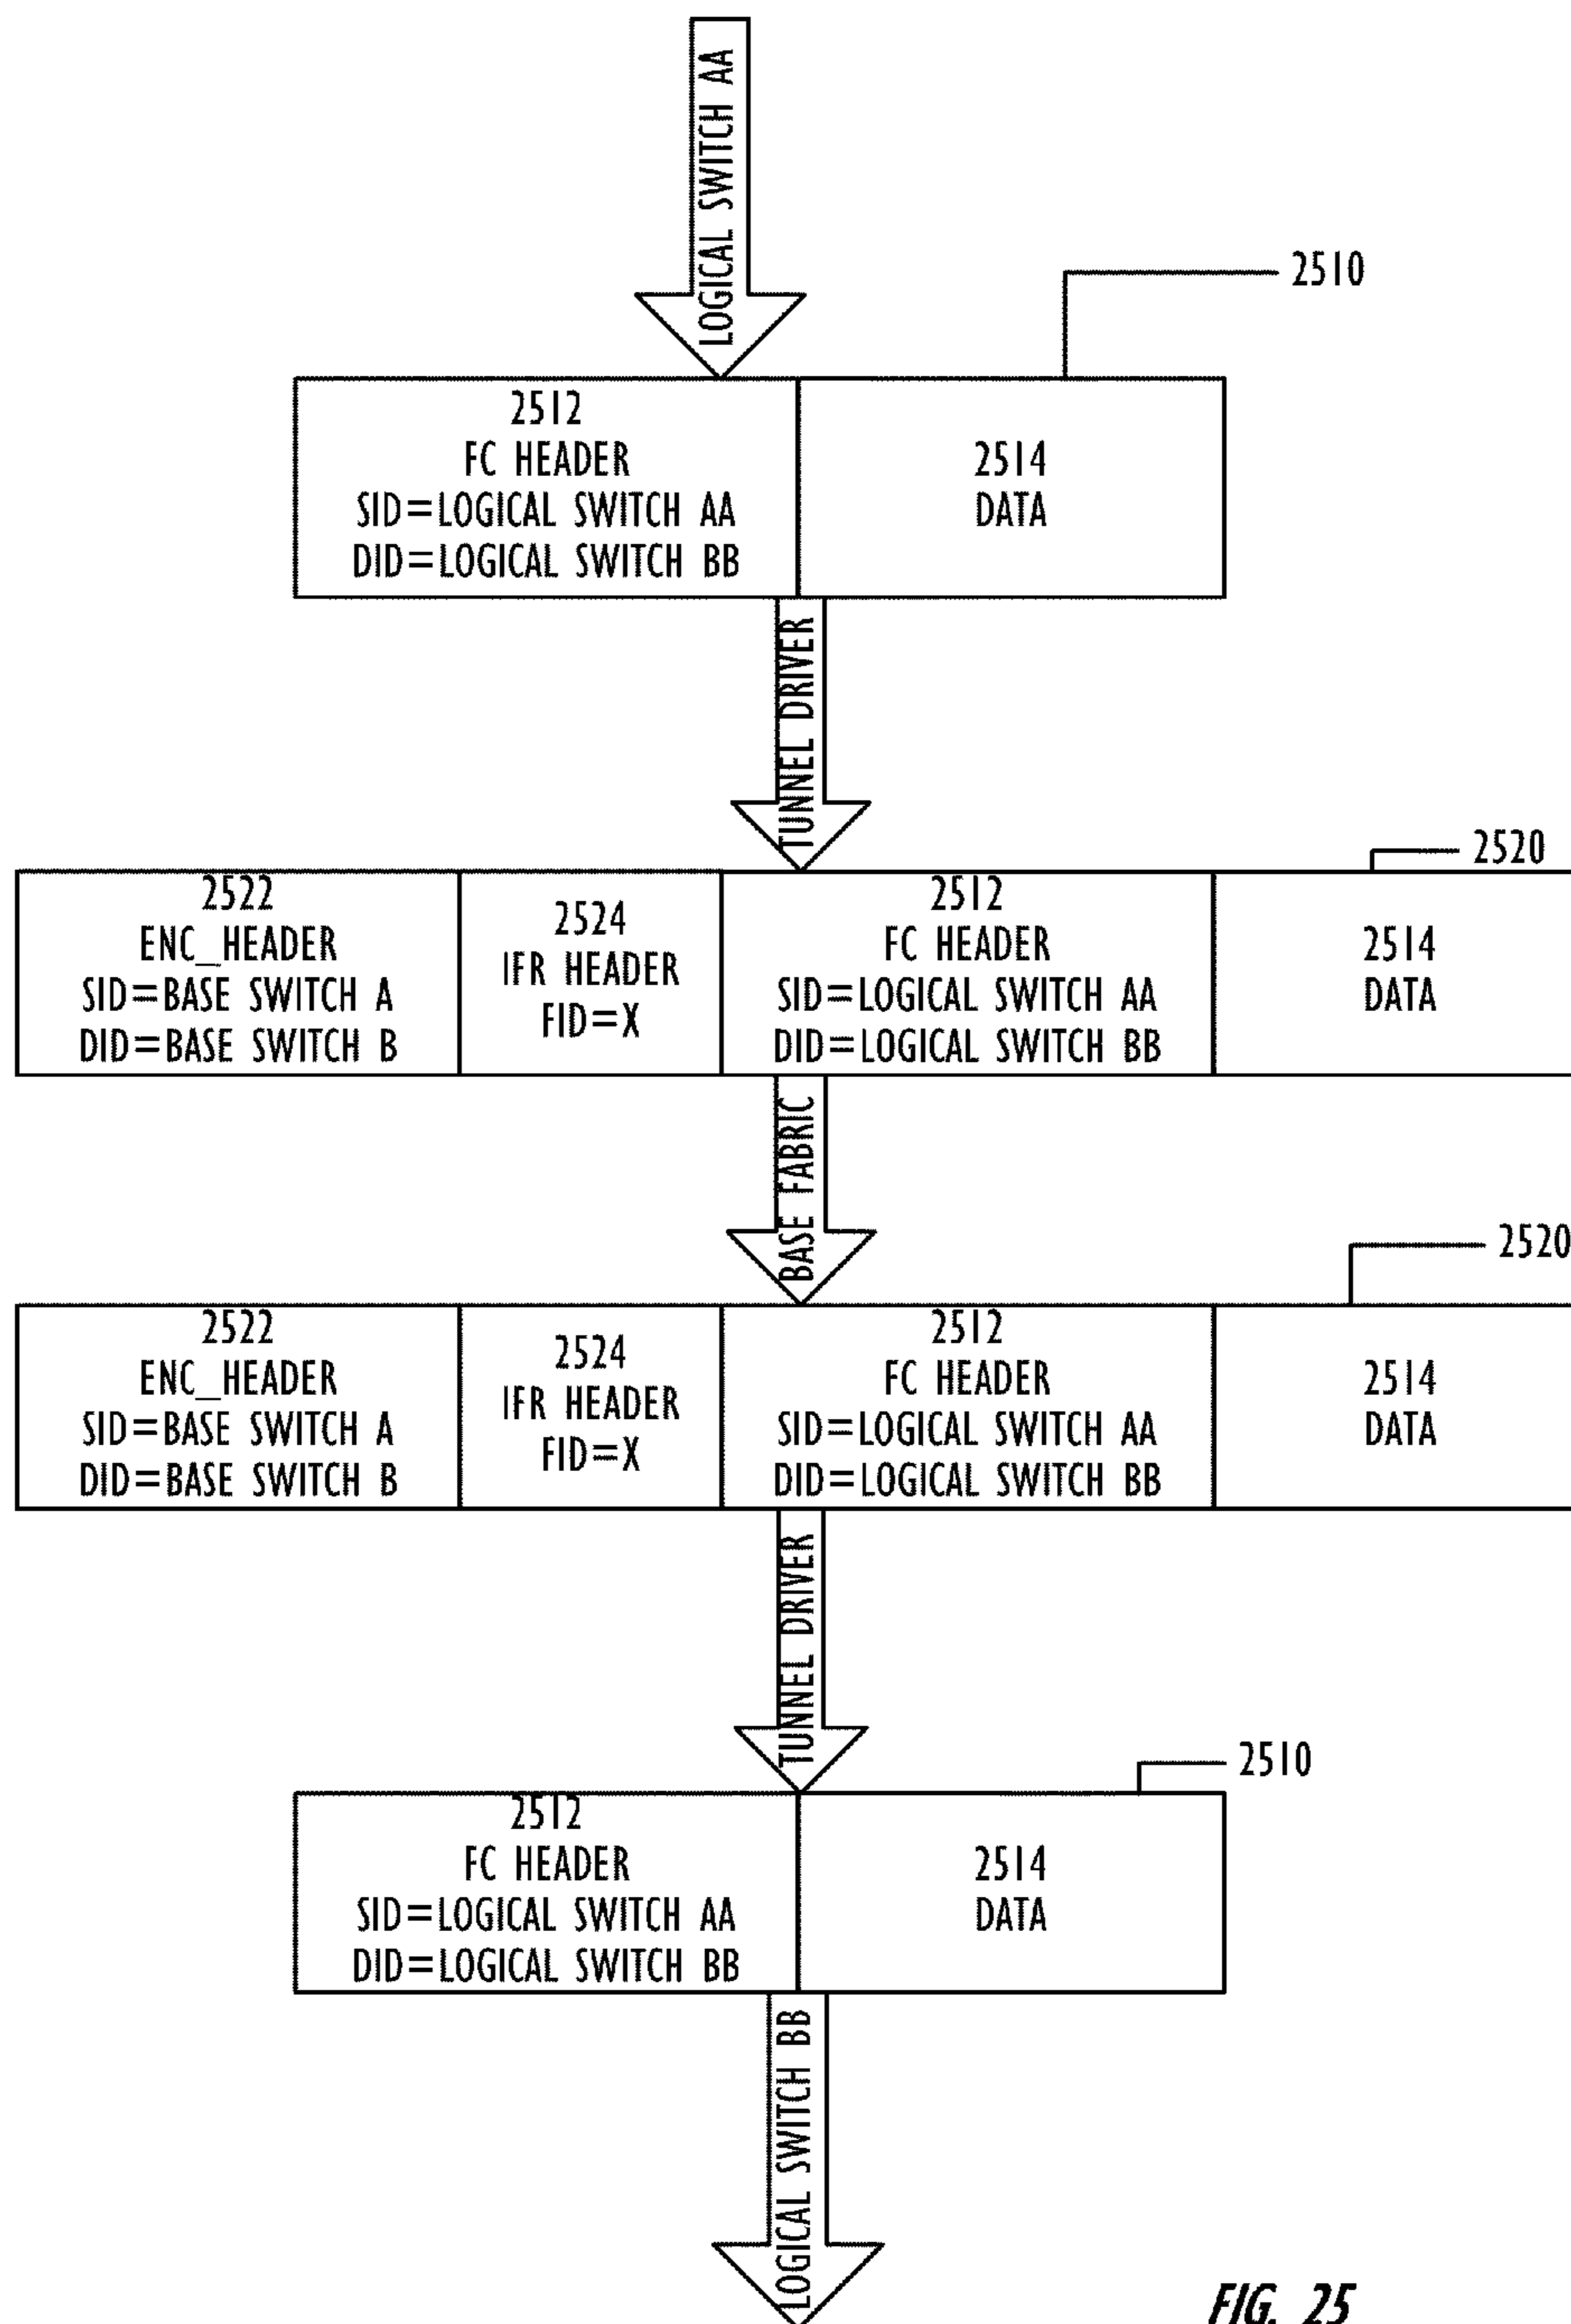 LOGICAL SWITCH AA
2510
2512
FC HEADER
SID=LOGICAL SWITCH AA
DID=LOGICAL SWITCH BB
2514
DATA
TUNNEL DRIVER
2520
2522
ENC_HEADER
SID=BASE SWITCH A
DID=BASE SWITCH B
2524
IFR HEADER
FID=X
2512
FC HEADER
SID=LOGICAL SWITCH AA
DID=LOGICAL SWITCH BB
2514
DATA
BASE FABRIC
2520
2522
ENC_HEADER
SID=BASE SWITCH A
DID=BASE SWITCH B
2524
IFR HEADER
FID=X
2512
FC HEADER
SID=LOGICAL SWITCH AA
DID=LOGICAL SWITCH BB
2514
DATA
TUNNEL DRIVER
2510
2512
FC HEADER
SID=LOGICAL SWITCH AA
DID=LOGICAL SWITCH BB
2514
DATA
LOGICAL SWITCH BB
FIG. 25